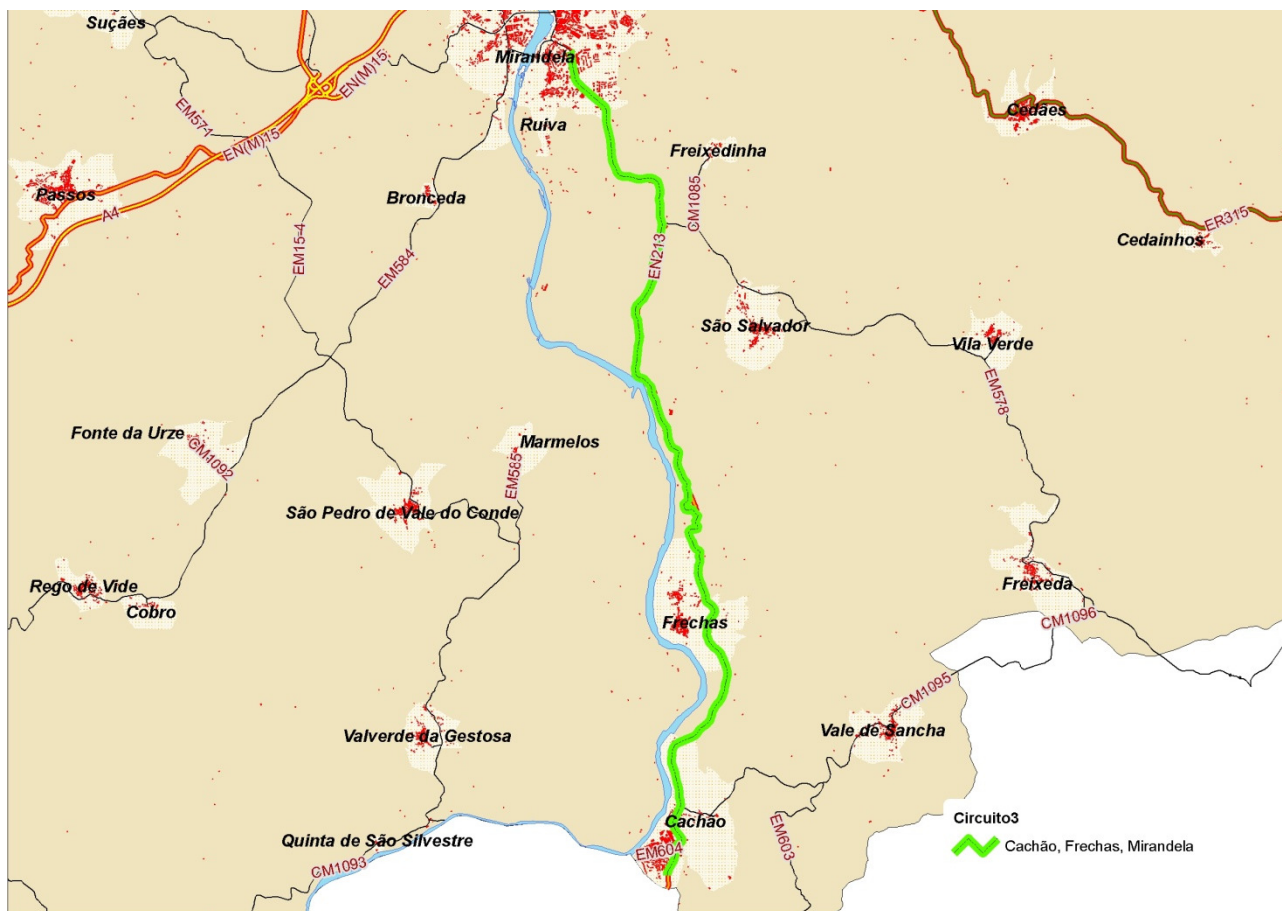 Suçães
Mirandela
EN(M)15
EM571
Cedães
EN(M)15
Ruiva
Freixedinha
Passos
Bronceda
CM1085
A4
ER315
Cedainhos
EM15-4
EM584
EN213
São Salvador
Vila Verde
EM578
Fonte da Urze
CM1092
Marmelos
EM585
São Pedro de Vale do Conde
Rego de Vide
Cobro
Freixeda
Frechas
CM1096
CM1095
Valverde da Gestosa
Vale de Sancha
Cachão
Circuito3
Quinta de São Silvestre
EM604
EM603
Cachão, Frechas, Mirandela
CM1093